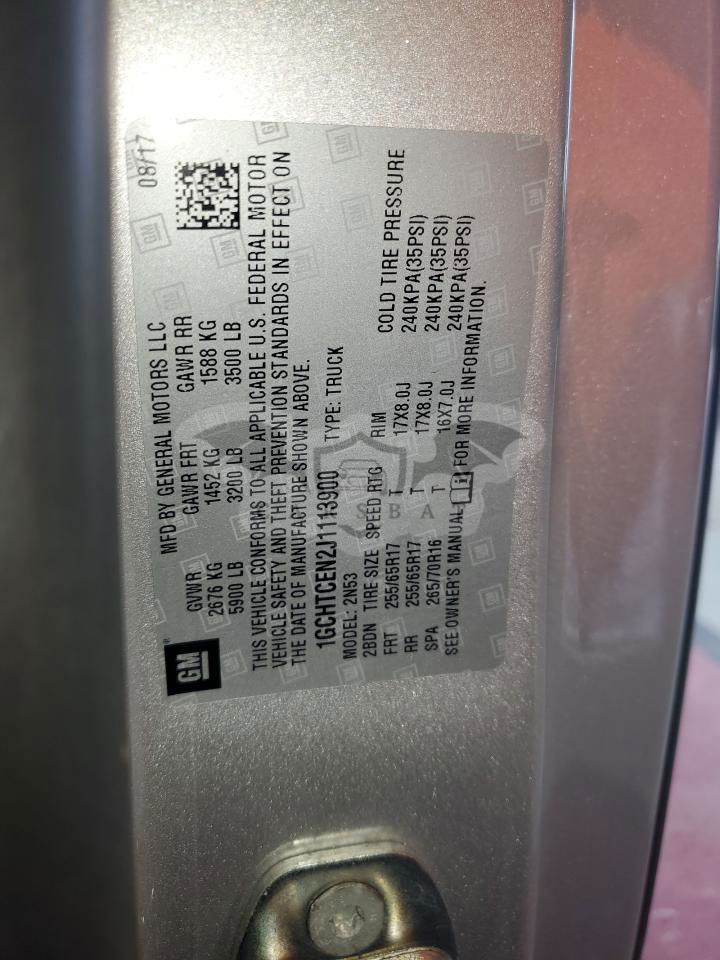 GM
MFD BY GENERAL MOTORS LLC
08/17
GVWR GAWR FRT GAWR RR
2676 KG 1452 KG 1588 KG
5900 LB 3200 LB 3500 LB
THIS VEHICLE CONFORMS TO ALL APPLICABLE U.S. FEDERAL MOTOR
VEHICLE SAFETY AND THEFT PREVENTION STANDARDS IN EFFECT ON
THE DATE OF MANUFACTURE SHOWN ABOVE.
1GCHTCEN2J1113900 TYPE: TRUCK
MODEL: 2N53
2BDN TIRE-SIZE SPEED RTG RIM COLD TIRE PRESSURE
FRT 255/65R17 T 17X8.0J 240KPA(35PSI)
RR 255/65R17 T 17X8.0J 240KPA(35PSI)
SPA 265/70R16 T 16X7.0J 240KPA(35PSI)
SEE OWNER'S MANUAL i FOR MORE INFORMATION.
SBA